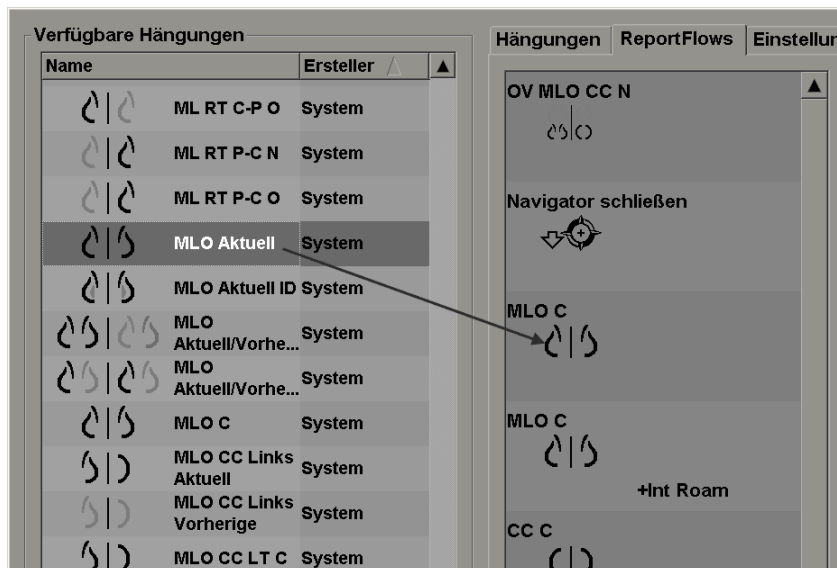 Verfügbare Hängungen
Name Ersteller
ML RT C-P O System
ML RT P-C N System
ML RT P-C O System
MLO Aktuell System
MLO Aktuell ID System
MLO
Aktuell/Vorhe... System
MLO
Aktuell/Vorhe... System
MLO C System
MLO CC Links
Aktuell System
MLO CC Links
Vorherige System
MLO CC LT C System
Hängungen ReportFlows Einstellun
OV MLO CC N
Navigator schließen
MLO C
MLO C
+Int Roam
CC C